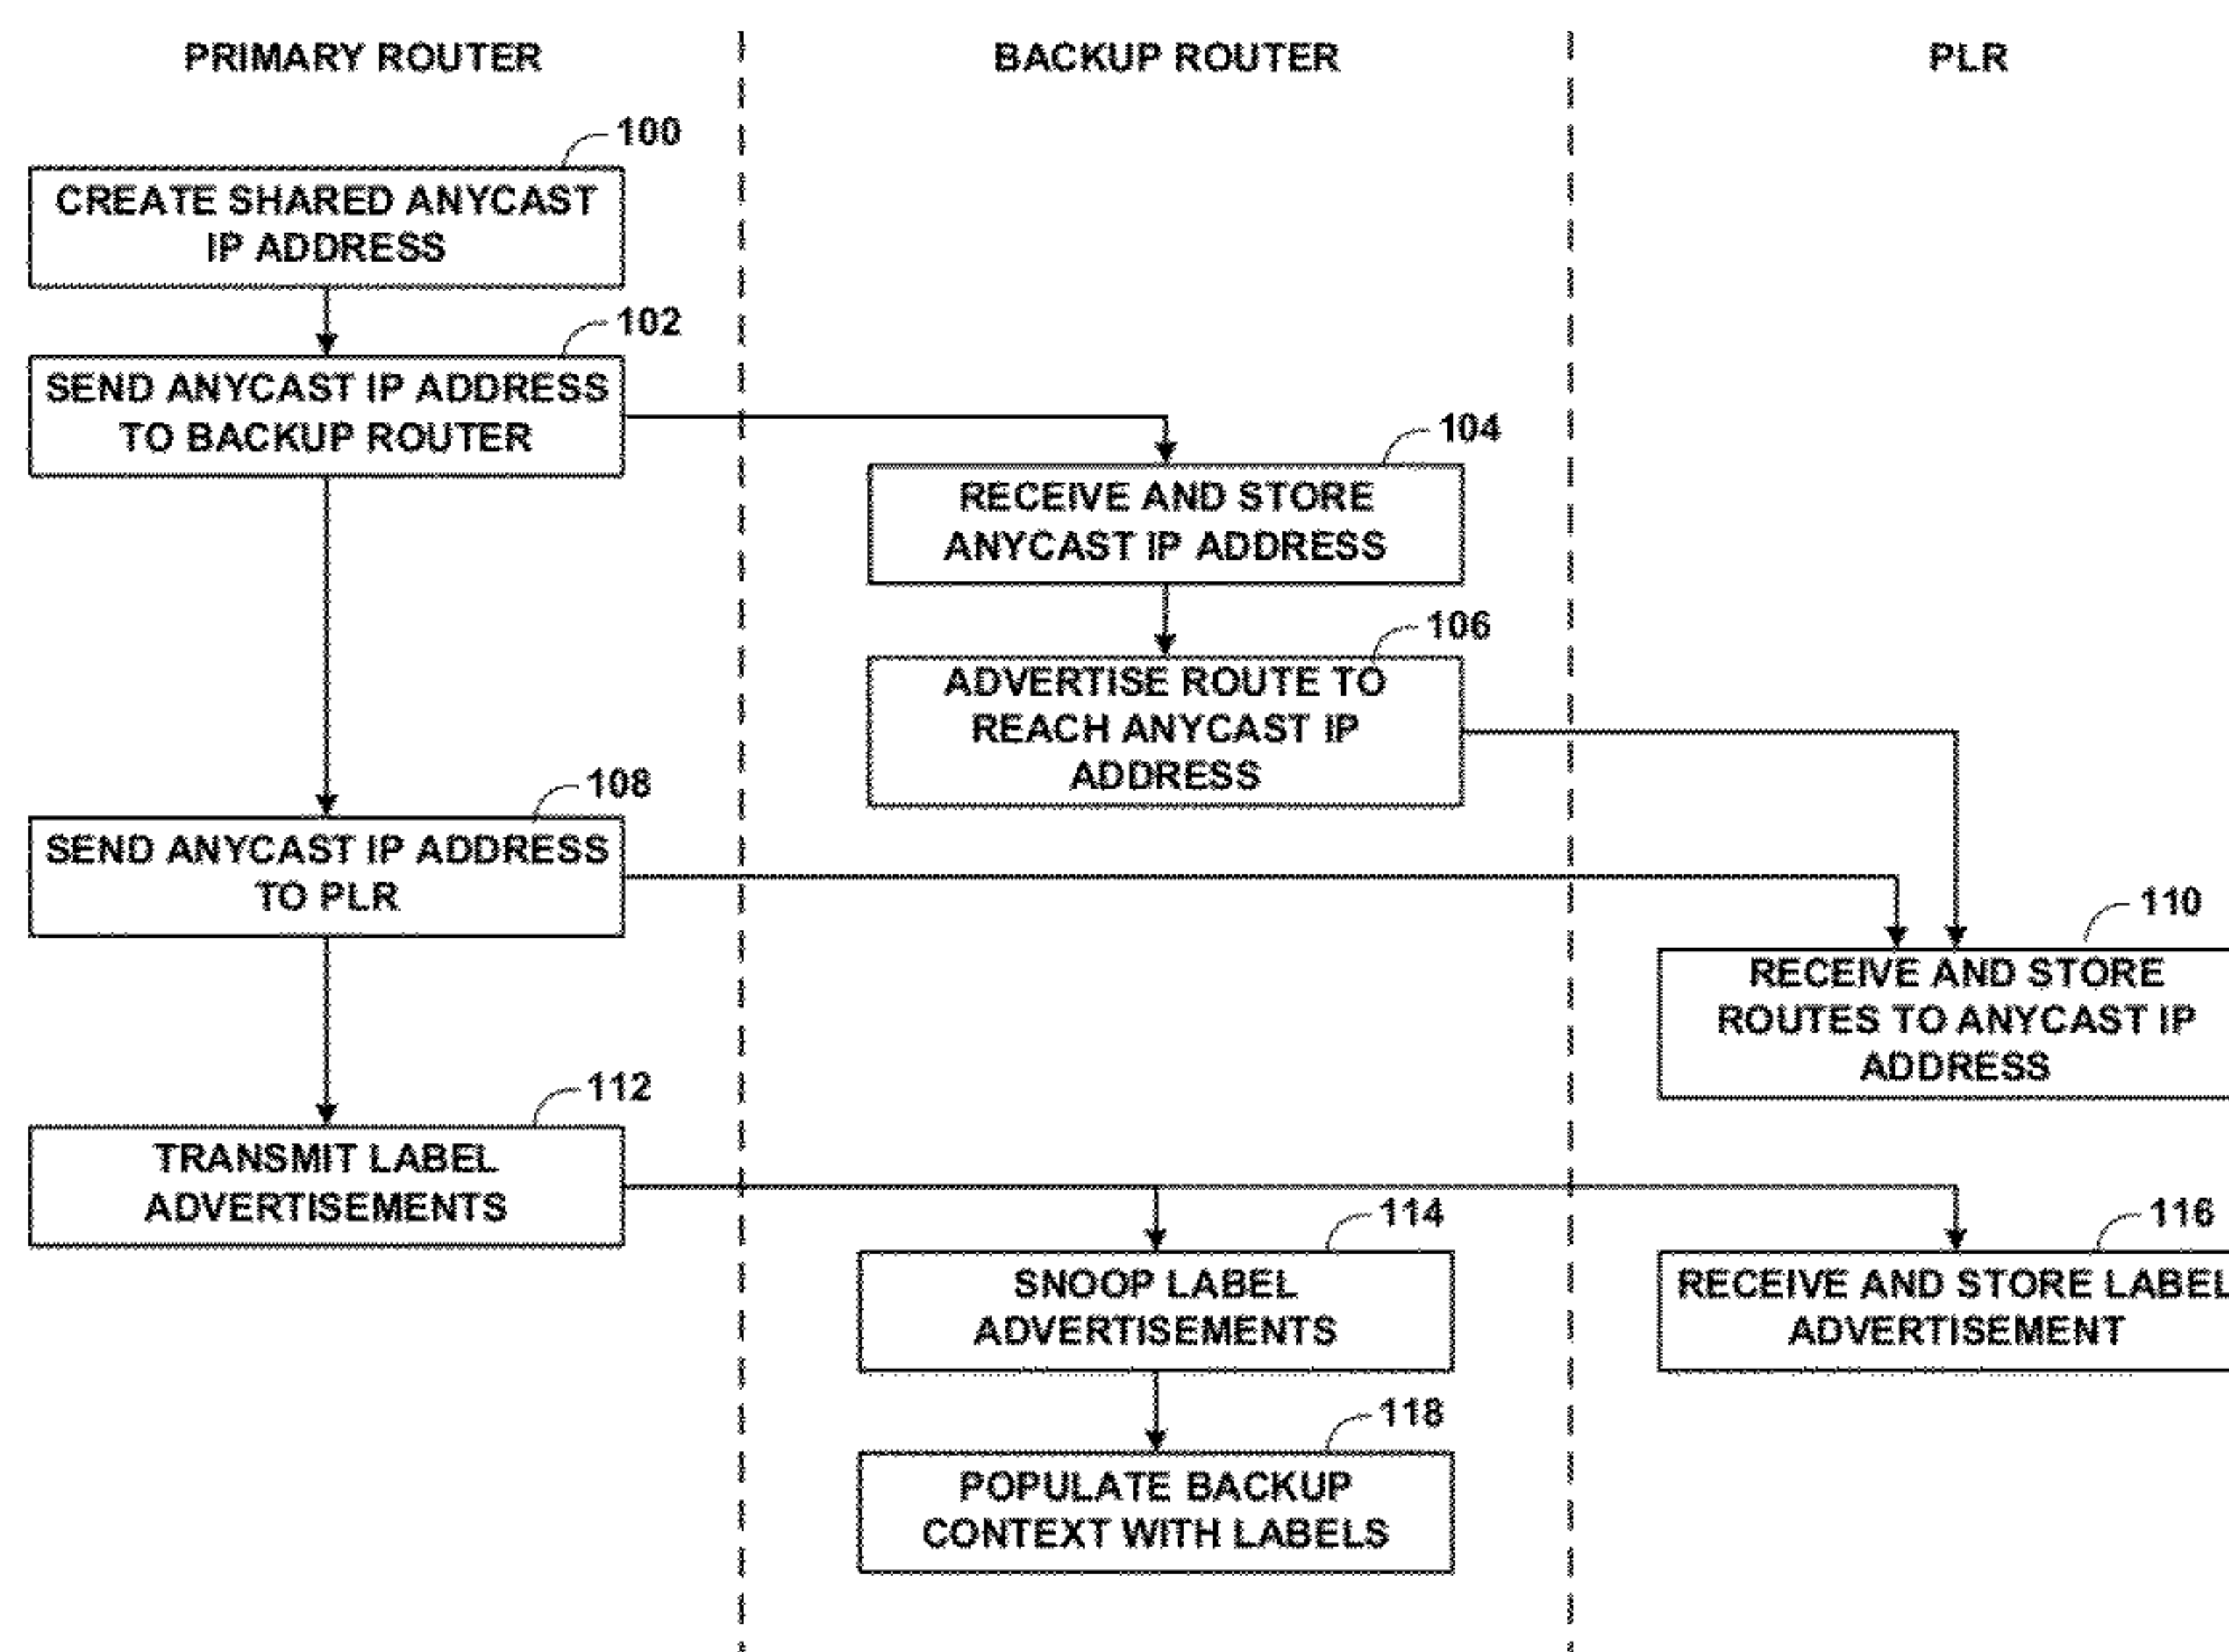 PRIMARY ROUTER
BACKUP ROUTER
PLR
100
CREATE SHARED ANYCAST
IP ADDRESS
102
SEND ANYCAST IP ADDRESS
TO BACKUP ROUTER
104
RECEIVE AND STORE
ANYCAST IP ADDRESS
106
ADVERTISE ROUTE TO
REACH ANYCAST IP
ADDRESS
108
SEND ANYCAST IP ADDRESS
TO PLR
110
RECEIVE AND STORE
ROUTES TO ANYCAST IP
ADDRESS
112
TRANSMIT LABEL
ADVERTISEMENTS
114
SNOOP LABEL
ADVERTISEMENTS
116
RECEIVE AND STORE LABEL
ADVERTISEMENT
118
POPULATE BACKUP
CONTEXT WITH LABELS